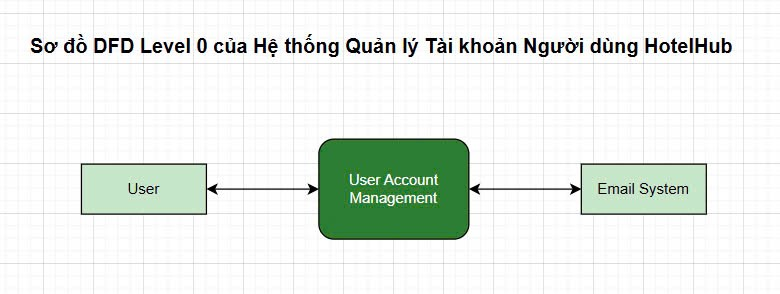 Sơ đồ DFD Level 0 của Hệ thống Quản lý Tài khoản Người dùng HotelHub
User
User Account
Management
Email System